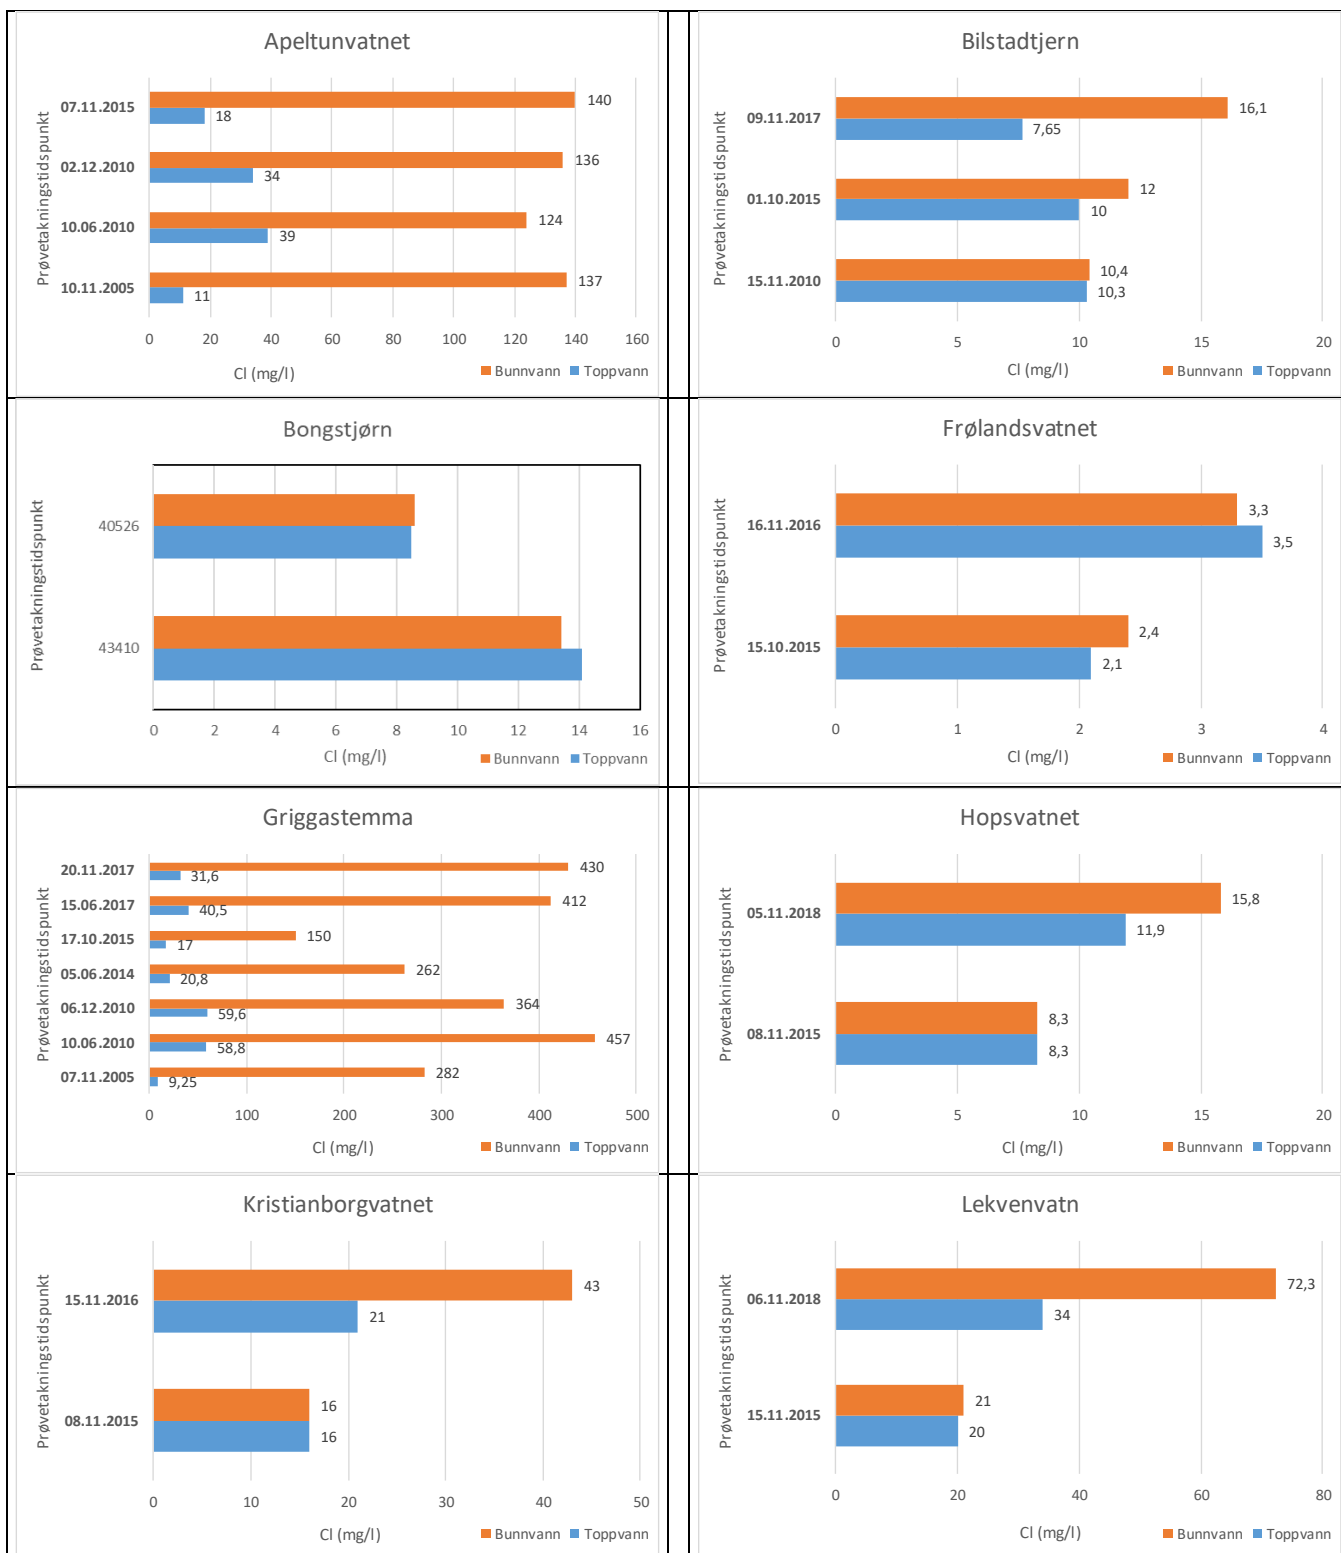 Apeltunvatnet
Prøvetakningstidspunkt
07.11.2015
140
18
02.12.2010
136
34
10.06.2010
124
39
10.11.2005
137
11
0 20 40 60 80 100 120 140 160
Cl (mg/l)
Bunnvann Toppvann
Bilstadtjern
Prøvetakningstidspunkt
09.11.2017
16,1
7,65
01.10.2015
12
10
15.11.2010
10,4
10,3
0 5 10 15 20
Cl (mg/l)
Bunnvann Toppvann
Bongstjørn
Prøvetakningstidspunkt
40526
43410
0 2 4 6 8 10 12 14 16
Cl (mg/l)
Bunnvann Toppvann
Frølandsvatnet
Prøvetakningstidspunkt
16.11.2016
3,3
3,5
15.10.2015
2,4
2,1
0 1 2 3 4
Cl (mg/l)
Bunnvann Toppvann
Griggastemma
Prøvetakningstidspunkt
20.11.2017
430
31,6
15.06.2017
412
40,5
17.10.2015
150
17
05.06.2014
262
20,8
06.12.2010
364
59,6
10.06.2010
457
58,8
07.11.2005
282
9,25
0 100 200 300 400 500
Cl (mg/l)
Bunnvann Toppvann
Hopsvatnet
Prøvetakningstidspunkt
05.11.2018
15,8
11,9
08.11.2015
8,3
8,3
0 5 10 15 20
Cl (mg/l)
Bunnvann Toppvann
Kristianborgvatnet
Prøvetakningstidspunkt
15.11.2016
43
21
08.11.2015
16
16
0 10 20 30 40 50
Cl (mg/l)
Bunnvann Toppvann
Lekvenvatn
Prøvetakningstidspunkt
06.11.2018
72,3
34
15.11.2015
21
20
0 20 40 60 80
Cl (mg/l)
Bunnvann Toppvann